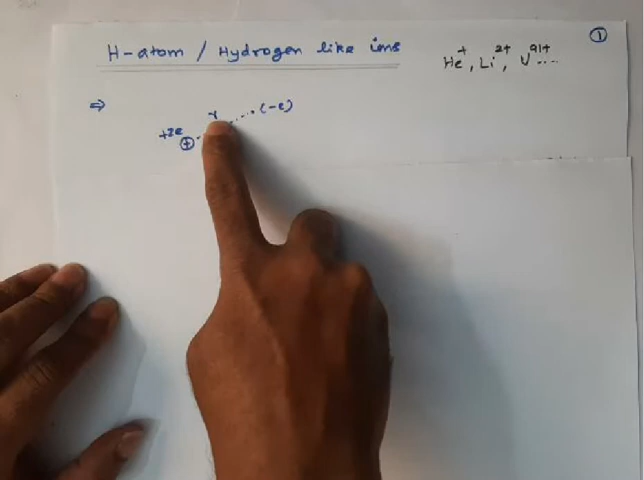 ①
H-atom / Hydrogen like ions He⁺, Li²⁺, U⁹¹⁺ ....
⇒
r (-e)
+ze
⊕